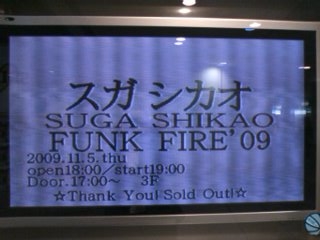 スガ シカオ
SUGA SHIKAO
FUNK FIRE'09
2009.11.5.thu
open18:00/start19:00
Door.17:00～ 3F
☆Thank You! Sold Out!☆